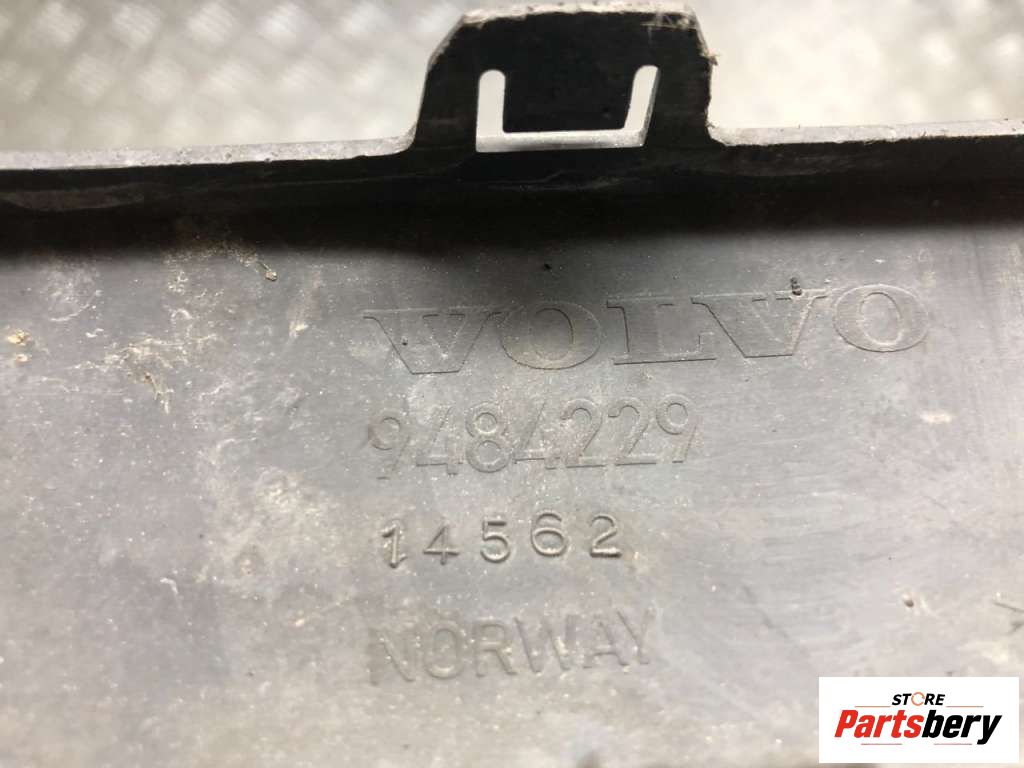 VOLVO
9484229
14562
NORWAY
STORE
Partsbery